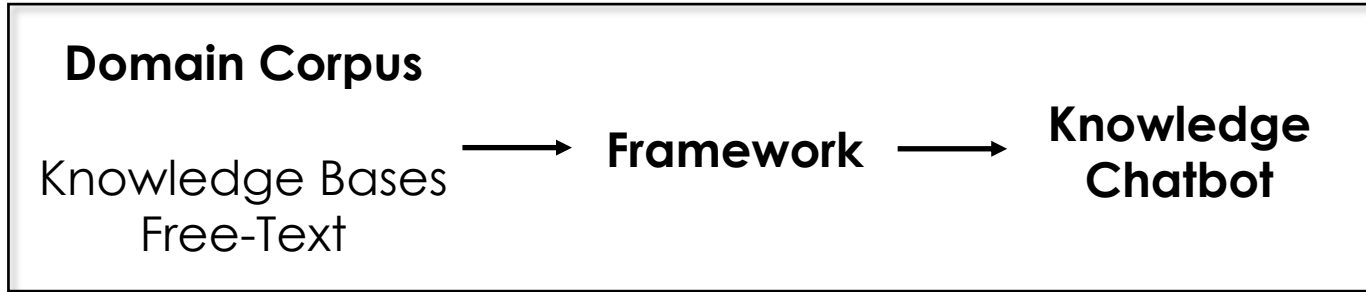 Domain Corpus
Knowledge Bases
Free-Text
Framework
Knowledge
Chatbot